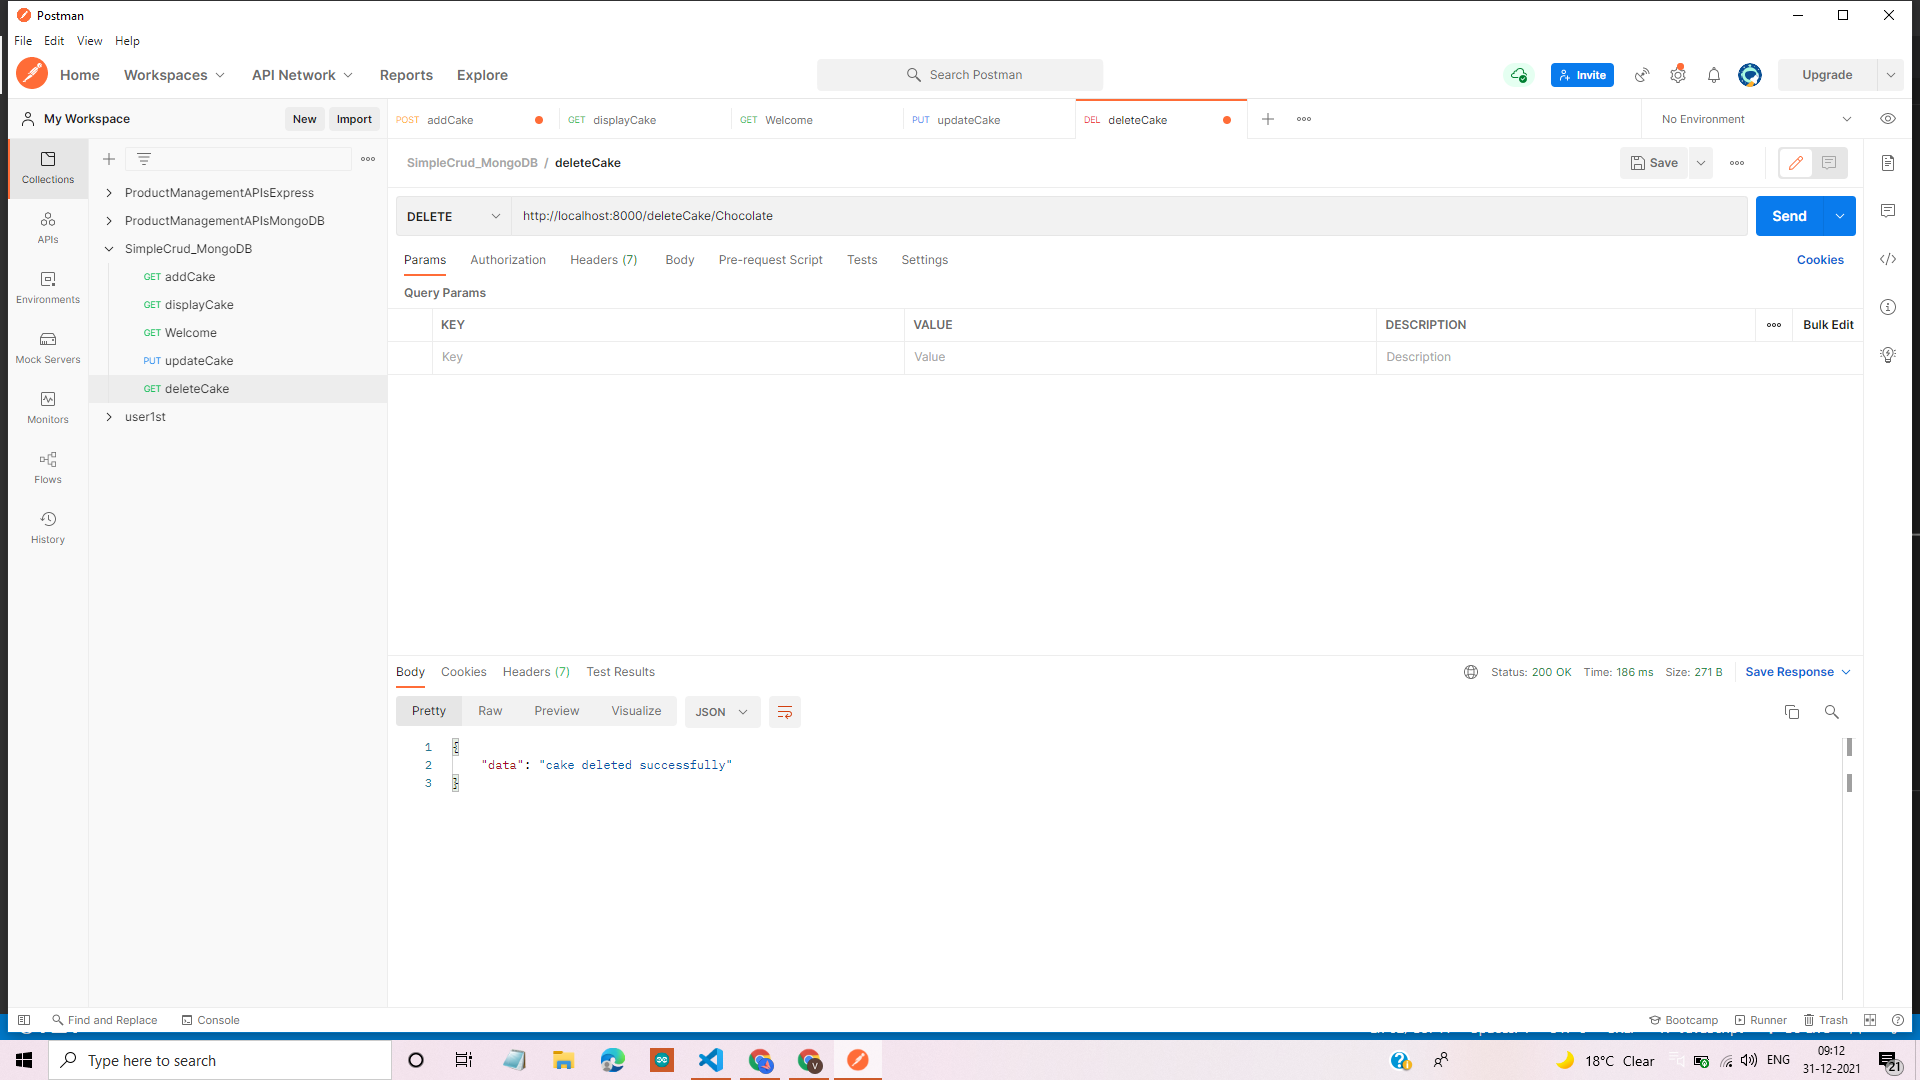 Postman
File Edit View Help
Home Workspaces API Network Reports Explore
Search Postman
Invite
Upgrade
My Workspace
New Import
POST addCake
GET displayCake
GET Welcome
PUT updateCake
DEL deleteCake
No Environment
Collections
APIs
Environments
Mock Servers
Monitors
Flows
History
ProductManagementAPIsExpress
ProductManagementAPIsMongoDB
SimpleCrud_MongoDB
GET addCake
GET displayCake
GET Welcome
PUT updateCake
GET deleteCake
user1st
SimpleCrud_MongoDB / deleteCake
Save
DELETE http://localhost:8000/deleteCake/Chocolate
Send
Params Authorization Headers (7) Body Pre-request Script Tests Settings Cookies
Query Params
KEY VALUE DESCRIPTION Bulk Edit
Key Value Description
Body Cookies Headers (7) Test Results
Status: 200 OK Time: 186 ms Size: 271 B Save Response
Pretty Raw Preview Visualize JSON
1 {
2 "data": "cake deleted successfully"
3 }
Find and Replace Console
Bootcamp Runner Trash
Type here to search
18°C Clear
ENG
09:12
31-12-2021
21